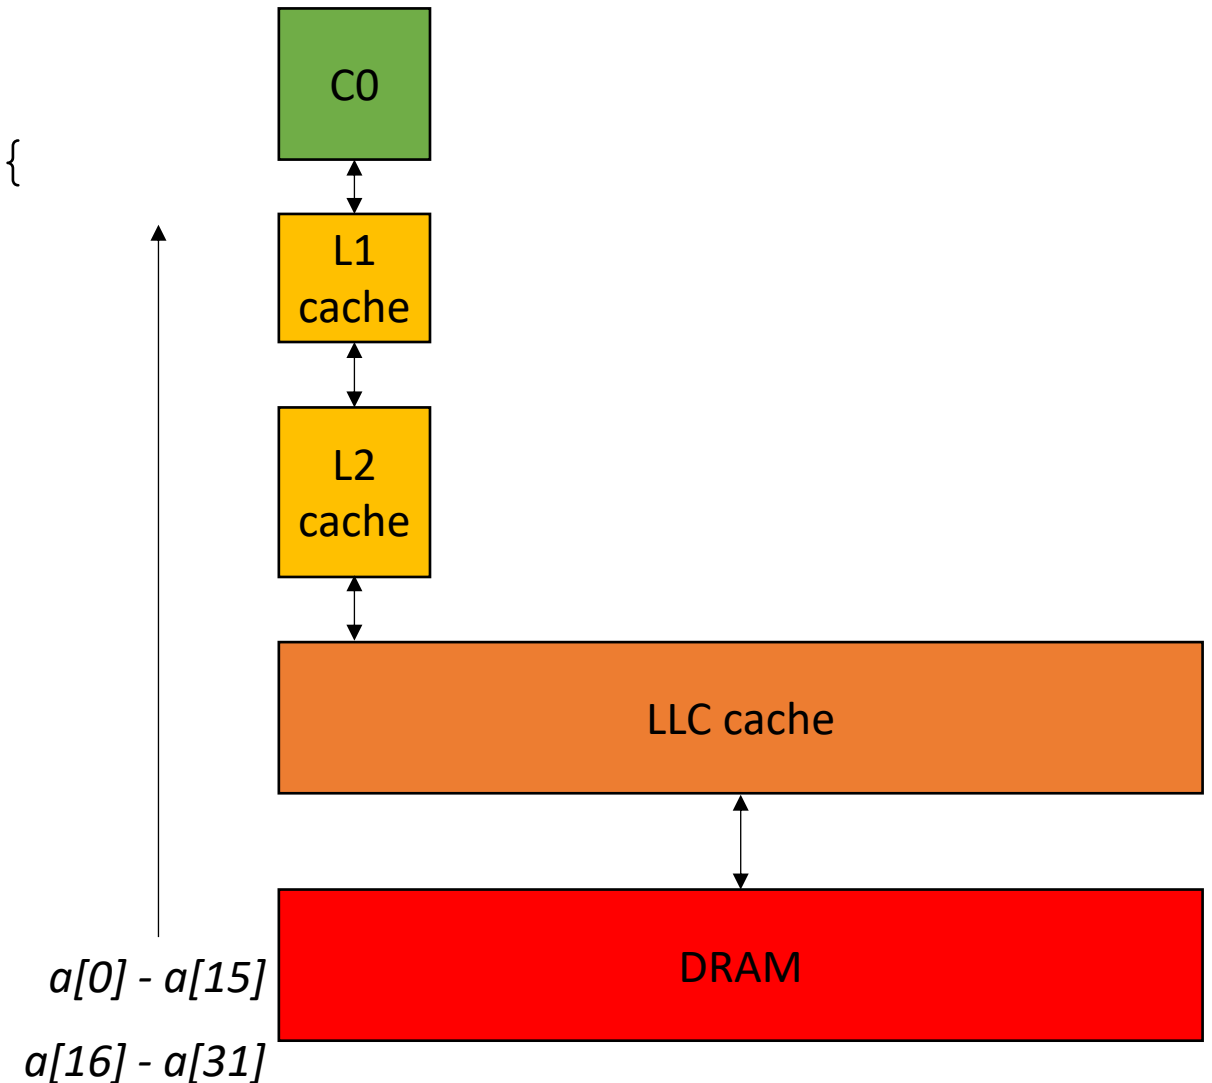 C0
{
L1
cache
L2
cache
LLC cache
DRAM
a[0] - a[15]
a[16] - a[31]